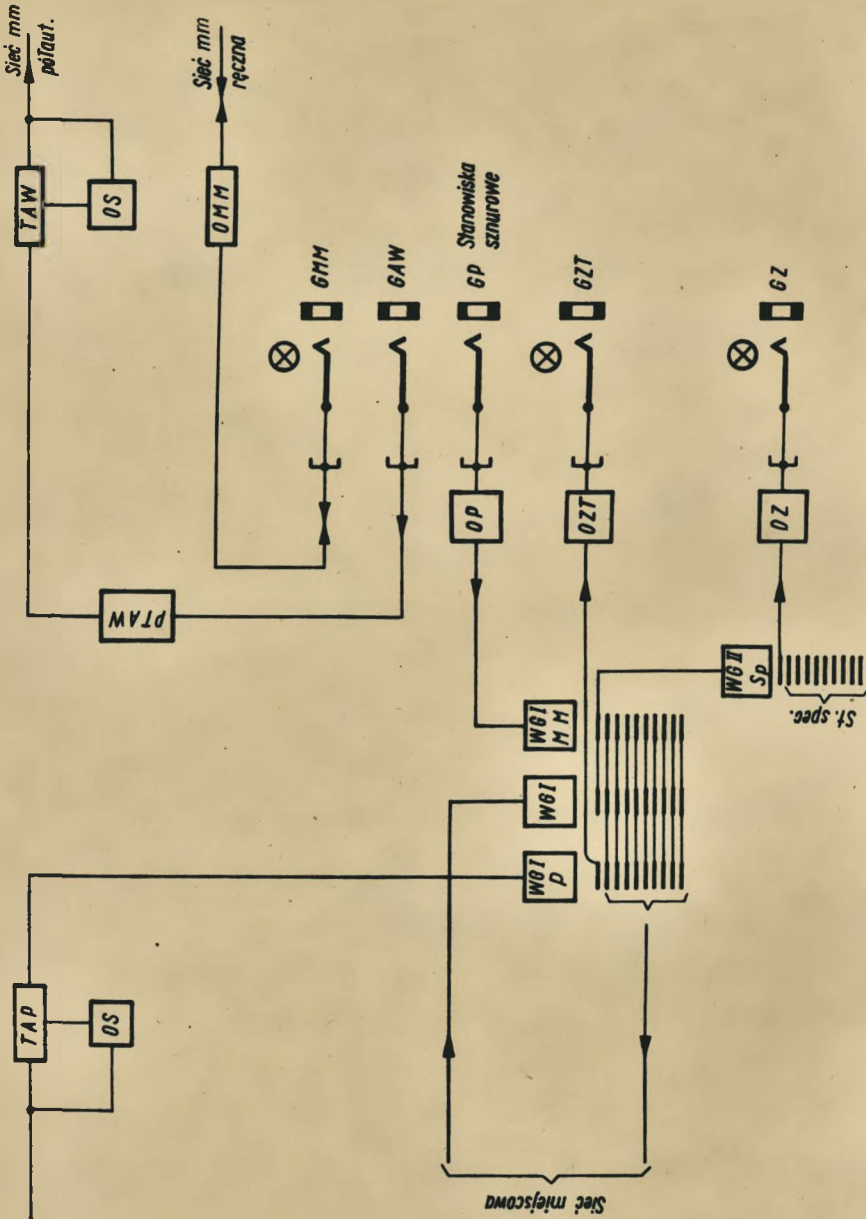 Sieć mm
półaut.
TAW
OS
Sieć mm
ręczna
OMM
GMM
GAW
GP
Stanowiska
sznurowe
GZT
GZ
PTAW
OP
OZT
OZ
WGI
MM
WGI
WGI
P
WGII
Sp
St. spec.
TAP
OS
Sieć miejscowa